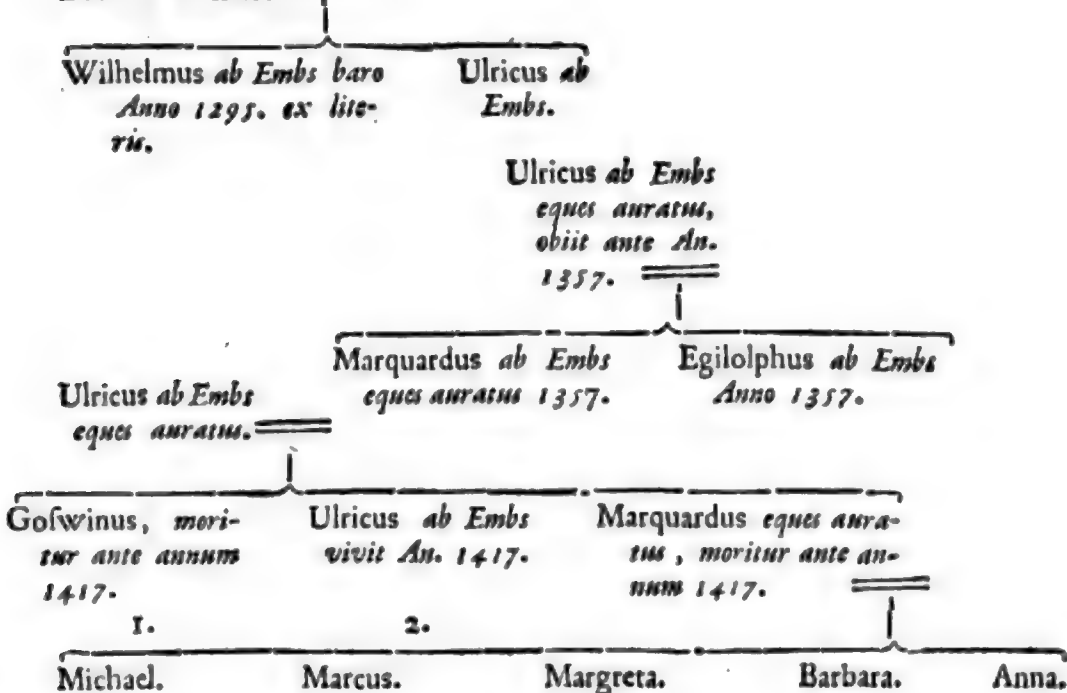 Wilhelmus ab Embs baro
Anno 1295. ex lite-
ris.
Ulricus ab
Embs.
Ulricus ab Embs
eques auratus,
obiit ante An.
1357.
Marquardus ab Embs
eques auratus 1357.
Egilolphus ab Embs
Anno 1357.
Ulricus ab Embs
eques auratus.
Goſwinus, mori-
tur ante annum
1417.
Ulricus ab Embs
vivit An. 1417.
Marquardus eques aura-
tus, moritur ante an-
num 1417.
1. 2.
Michael. Marcus. Margreta. Barbara. Anna.